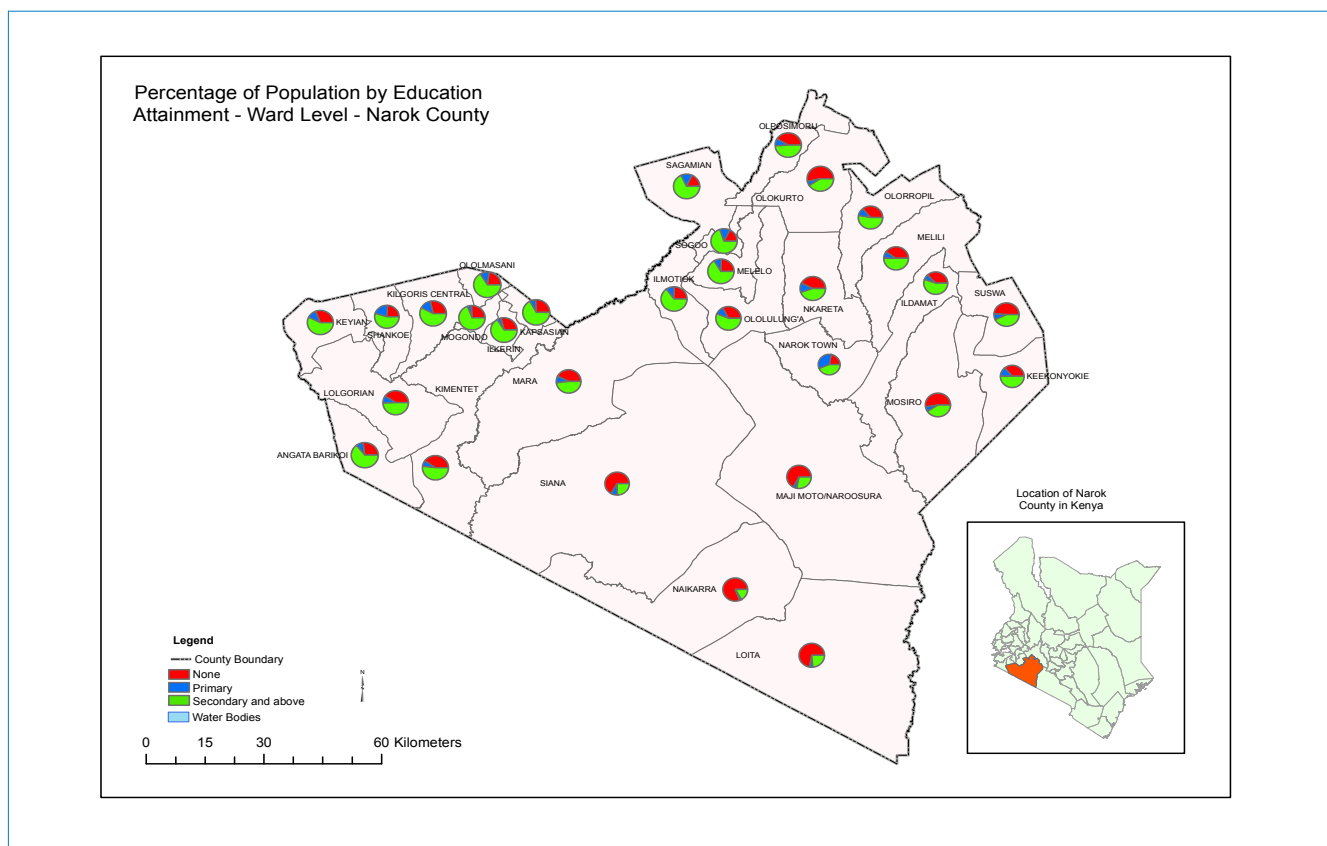 Percentage of Population by Education
Attainment - Ward Level - Narok County
OLPOSIMORU
SAGAMIAN
OLOKURTO
OLORROPIL
MELILI
SOGOO
OLOLMASANI
ILMOTIOK
MELELO
KILGORIS CENTRAL
ILDAMAT
SUSWA
KEYIAN
SHANKOE
MOGONDO
KAPSASIAN
ILKERIN
OLOLULUNG'A
NKARETA
NAROK TOWN
KEEKONYOKIE
MARA
KIMENTET
LOLGORIAN
MOSIRO
ANGATA BARIKOI
SIANA
MAJI MOTO/NAROOSURA
NAIKARRA
LOITA
Location of Narok
County in Kenya
Legend
County Boundary
None
Primary
Secondary and above
Water Bodies
N
0 15 30 60 Kilometers